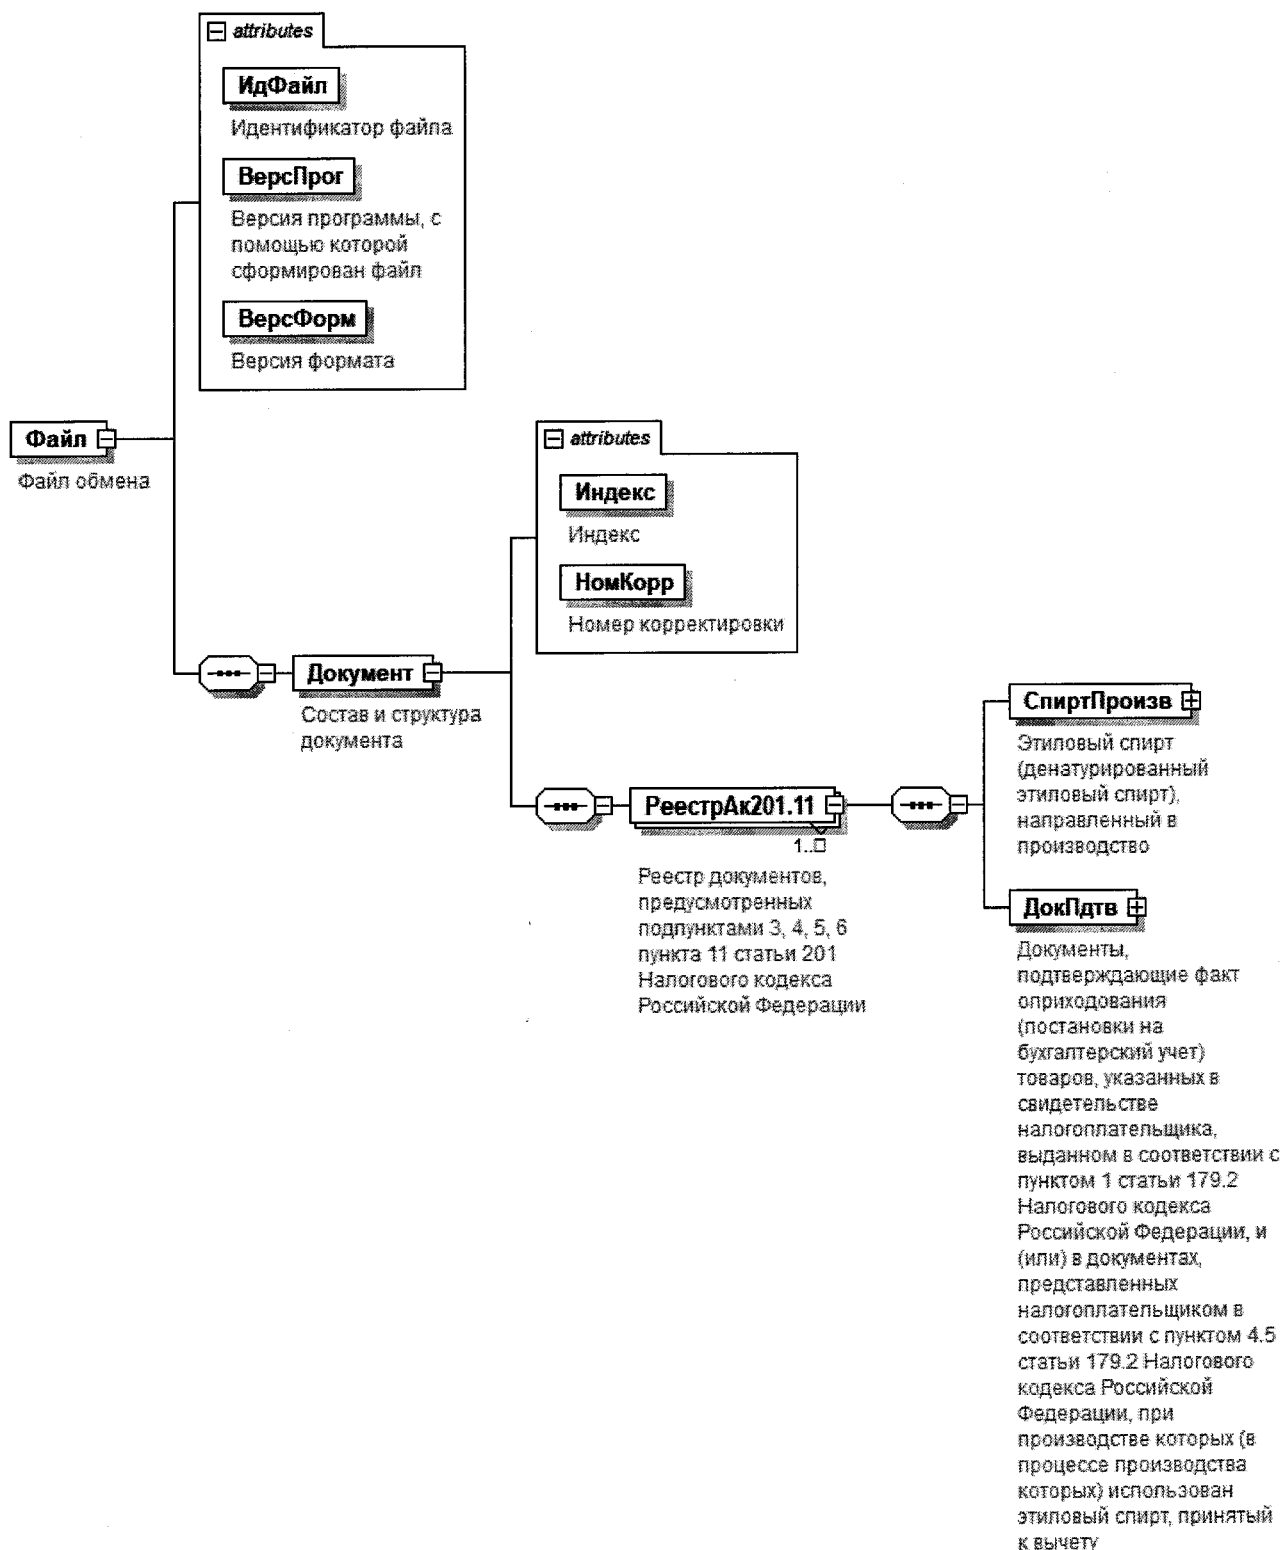 attributes
ИдФайл
Идентификатор файла
ВерсПрог
Версия программы, с
помощью которой
сформирован файл
ВерсФорм
Версия формата
Файл
Файл обмена
attributes
Индекс
Индекс
НомКорр
Номер корректировки
Документ
Состав и структура
документа
РеестрАк201.11
1..□
Реестр документов,
предусмотренных
подпунктами 3, 4, 5, 6
пункта 11 статьи 201
Налогового кодекса
Российской Федерации
СпиртПроизв
Этиловый спирт
(денатурированный
этиловый спирт),
направленный в
производство
ДокПдтв
Документы,
подтверждающие факт
оприходования
(постановки на
бухгалтерский учет)
товаров, указанных в
свидетельстве
налогоплательщика,
выданном в соответствии с
пунктом 1 статьи 179.2
Налогового кодекса
Российской Федерации, и
(или) в документах,
представленных
налогоплательщиком в
соответствии с пунктом 4.5
статьи 179.2 Налогового
кодекса Российской
Федерации, при
производстве которых (в
процессе производства
которых) использован
этиловый спирт, принятый
к вычету